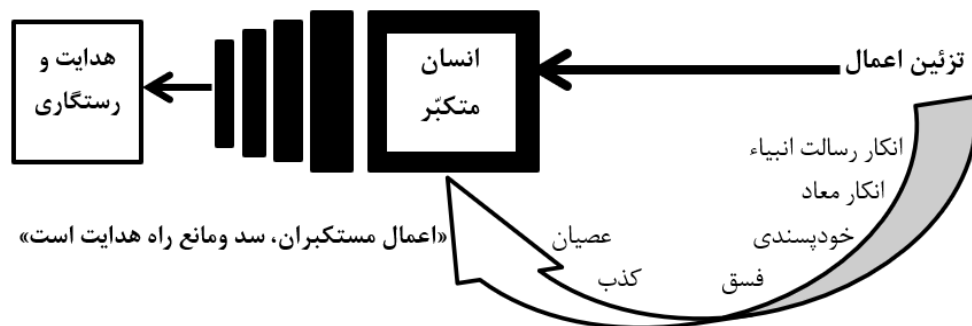 تزئین اعمال
انسان
متکبّر
هدایت و
رستگاری
انکار رسالت انبیاء
انکار معاد
خودپسندی
فسق
کذب
عصیان
«اعمال مستکبران، سد ومانع راه هدایت است»